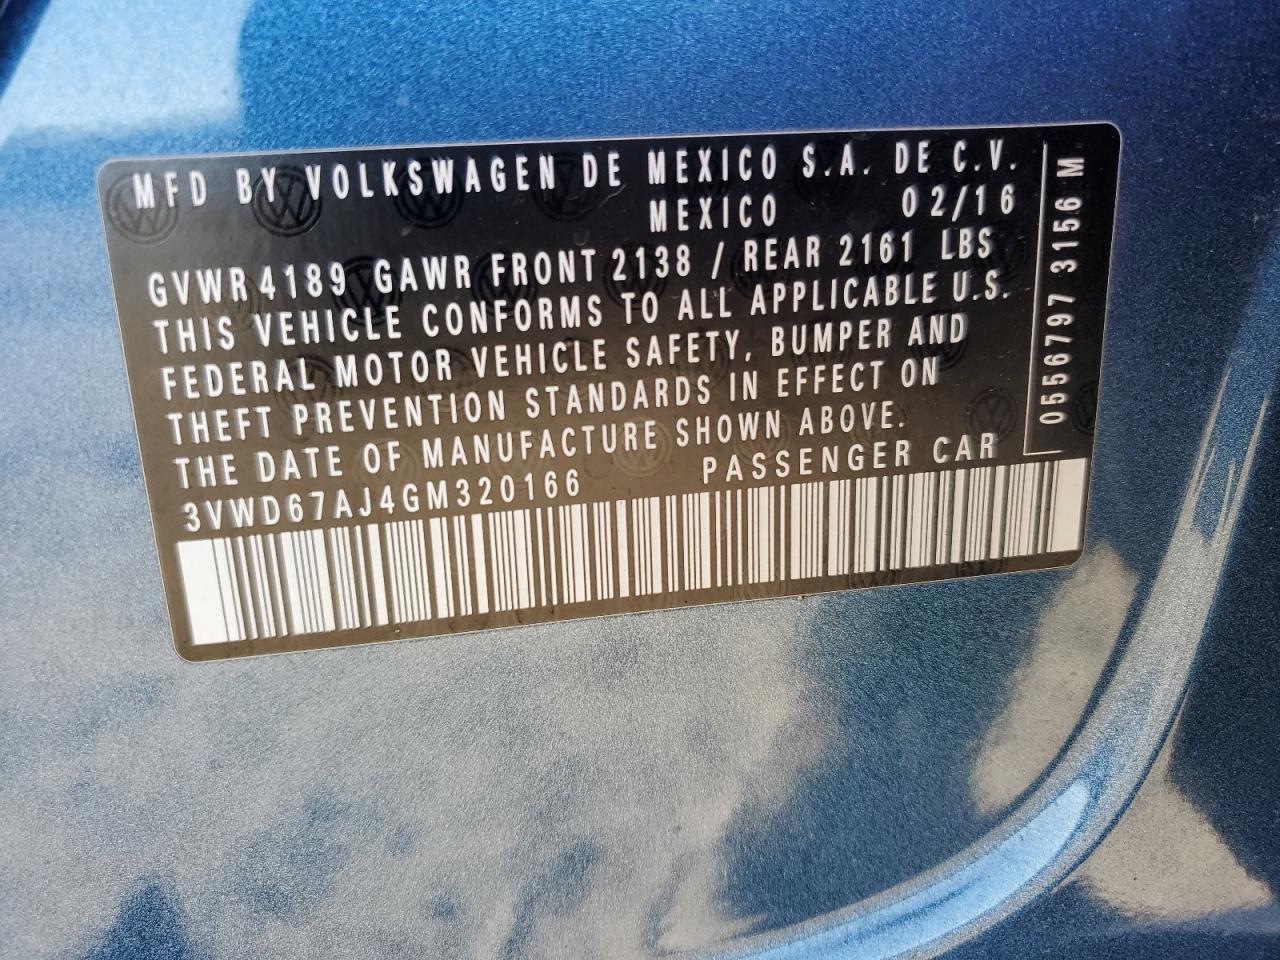 MFD BY VOLKSWAGEN DE MEXICO S.A. DE C.V.
MEXICO 02/16
GVWR 4189 GAWR FRONT 2138 / REAR 2161 LBS
THIS VEHICLE CONFORMS TO ALL APPLICABLE U.S.
FEDERAL MOTOR VEHICLE SAFETY, BUMPER AND
THEFT PREVENTION STANDARDS IN EFFECT ON
THE DATE OF MANUFACTURE SHOWN ABOVE.
3VWD67AJ4GM320166 PASSENGER CAR
0556797 3156 M